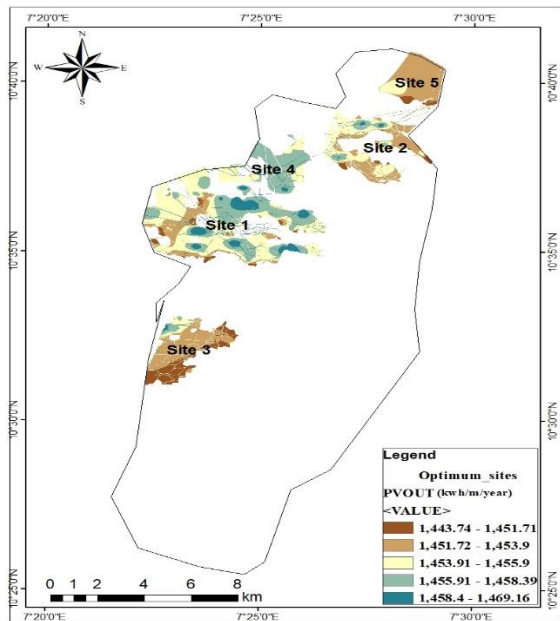 7°20'0"E 7°25'0"E 7°30'0"E
N
W E
S
10°40'0"N 10°40'0"N
Site 5
Site 2
Site 4
Site 1
10°35'0"N 10°35'0"N
Site 3
10°30'0"N 10°30'0"N
Legend
Optimum_sites
PVOUT (kwh/m/year)
<VALUE>
1,443.74 - 1,451.71
1,451.72 - 1,453.9
1,453.91 - 1,455.9
1,455.91 - 1,458.39
1,458.4 - 1,469.16
0 0.5 1 2 4 6 8
km
10°25'0"N 10°25'0"N
7°20'0"E 7°25'0"E 7°30'0"E